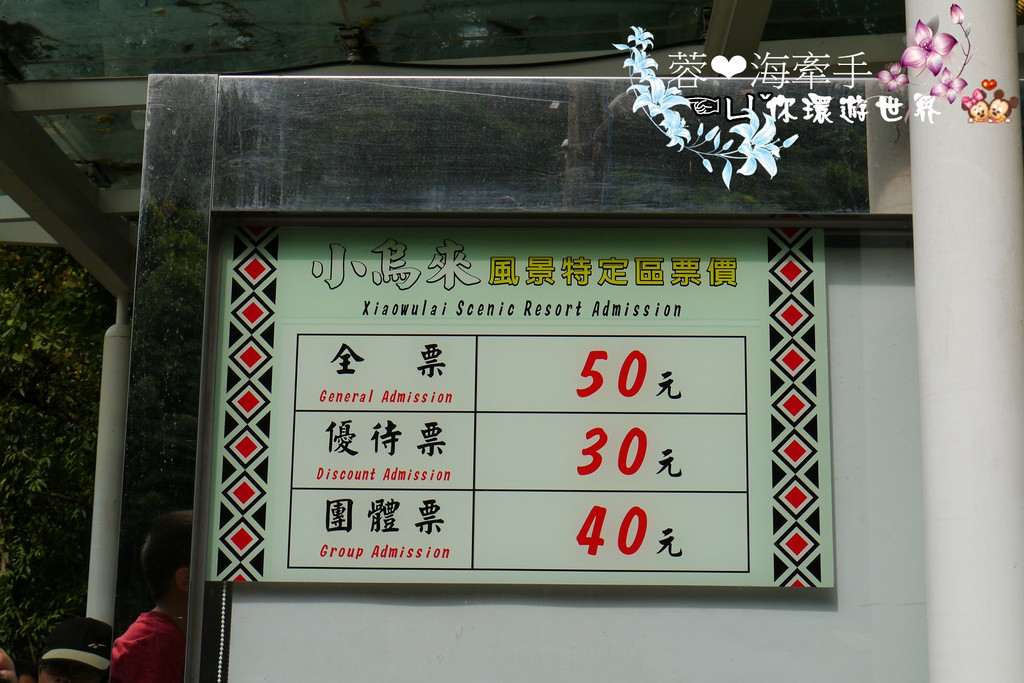 蓉❤海牽手
☜凵你環遊世界
小烏來風景特定區票價
Xiaowulai Scenic Resort Admission
全票 50元
General Admission
優待票 30元
Discount Admission
團體票 40元
Group Admission